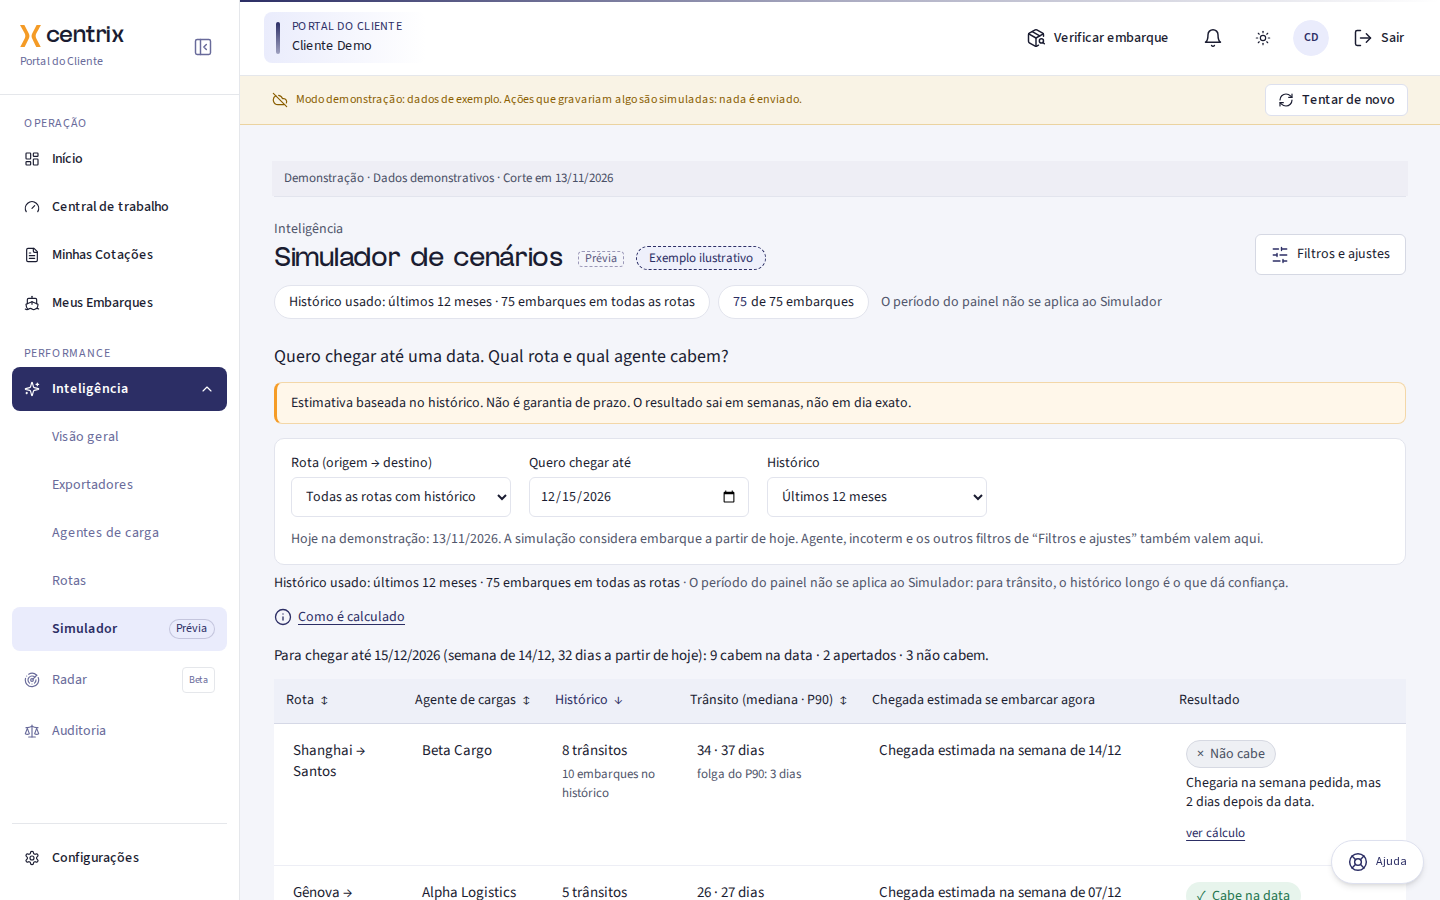 centrix
Portal do Cliente
OPERAÇÃO
Início
Central de trabalho
Minhas Cotações
Meus Embarques
PERFORMANCE
Inteligência
Visão geral
Exportadores
Agentes de carga
Rotas
Simulador Prévia
Radar Beta
Auditoria
Configurações
PORTAL DO CLIENTE
Cliente Demo
Verificar embarque
CD
Sair
Modo demonstração: dados de exemplo. Ações que gravariam algo são simuladas: nada é enviado.
Tentar de novo
Demonstração · Dados demonstrativos · Corte em 13/11/2026
Inteligência
Simulador de cenários Prévia Exemplo ilustrativo
Filtros e ajustes
Histórico usado: últimos 12 meses · 75 embarques em todas as rotas 75 de 75 embarques O período do painel não se aplica ao Simulador
Quero chegar até uma data. Qual rota e qual agente cabem?
Estimativa baseada no histórico. Não é garantia de prazo. O resultado sai em semanas, não em dia exato.
Rota (origem → destino) Quero chegar até Histórico
Todas as rotas com histórico 12/15/2026 Últimos 12 meses
Hoje na demonstração: 13/11/2026. A simulação considera embarque a partir de hoje. Agente, incoterm e os outros filtros de “Filtros e ajustes” também valem aqui.
Histórico usado: últimos 12 meses · 75 embarques em todas as rotas · O período do painel não se aplica ao Simulador: para trânsito, o histórico longo é o que dá confiança.
Como é calculado
Para chegar até 15/12/2026 (semana de 14/12, 32 dias a partir de hoje): 9 cabem na data · 2 apertados · 3 não cabem.
Rota ↕ Agente de cargas ↕ Histórico ↓ Trânsito (mediana · P90) ↕ Chegada estimada se embarcar agora Resultado
Shanghai →
Santos
Beta Cargo
8 trânsitos
10 embarques no
histórico
34 · 37 dias
folga do P90: 3 dias
Chegada estimada na semana de 14/12
× Não cabe
Chegaria na semana pedida, mas
2 dias depois da data.
ver cálculo
Gênova → Alpha Logistics 5 trânsitos 26 · 27 dias Chegada estimada na semana de 07/12 ✓ Cabe na data
Ajuda